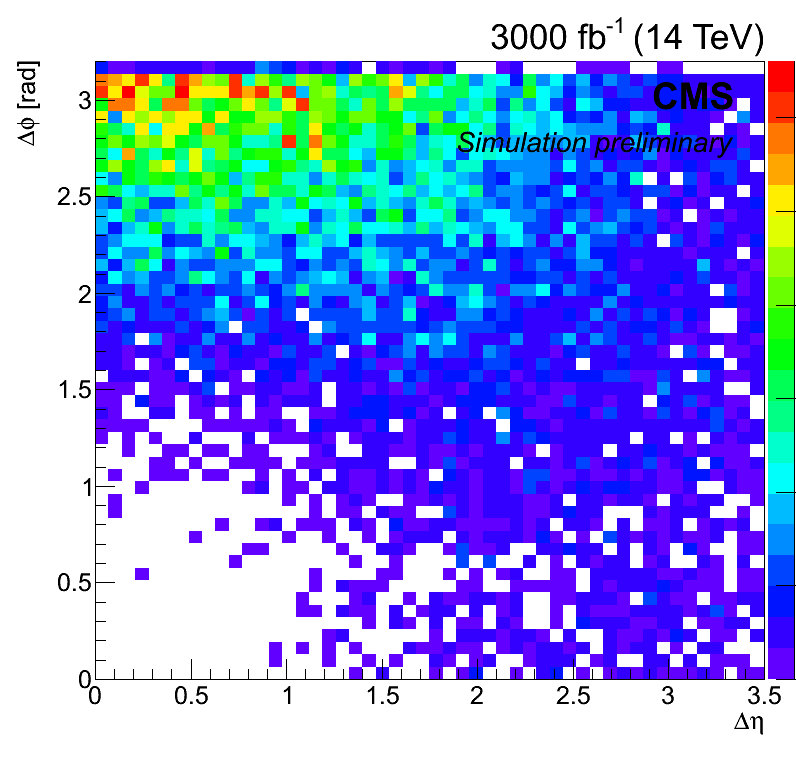 3000 fb⁻¹ (14 TeV)
Δϕ [rad]
CMS
Simulation preliminary
3
2.5
2
1.5
1
0.5
0
0 0.5 1 1.5 2 2.5 3 3.5
Δη